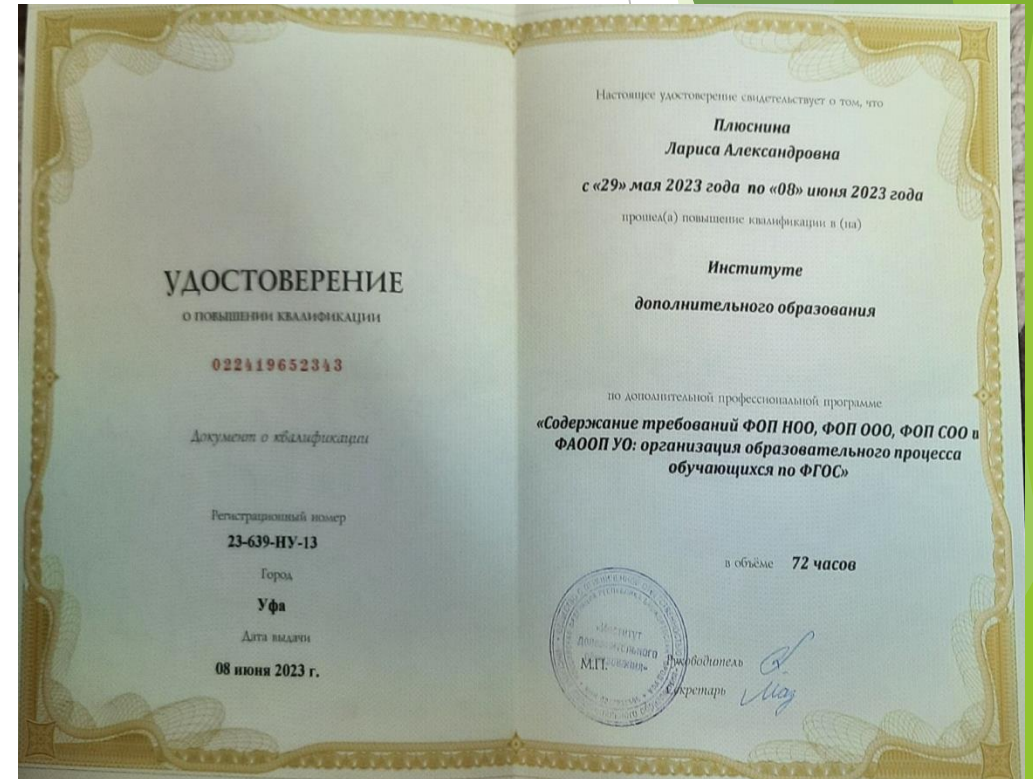 УДОСТОВЕРЕНИЕ
О ПОВЫШЕНИИ КВАЛИФИКАЦИИ
022419652343
Документ о квалификации
Регистрационный номер
23-639-НУ-13
Город
Уфа
Дата выдачи
08 июня 2023 г.
Настоящее удостоверение свидетельствует о том, что
Плюснина
Лариса Александровна
с «29» мая 2023 года по «08» июня 2023 года
прошел(а) повышение квалификации в (на)
Институте
дополнительного образования
по дополнительной профессиональной программе
«Содержание требований ФОП НОО, ФОП ООО, ФОП СОО и
ФАООП УО: организация образовательного процесса
обучающихся по ФГОС»
в объёме 72 часов
«Институт
дополнительного
образования»
М.П.
Руководитель
Секретарь